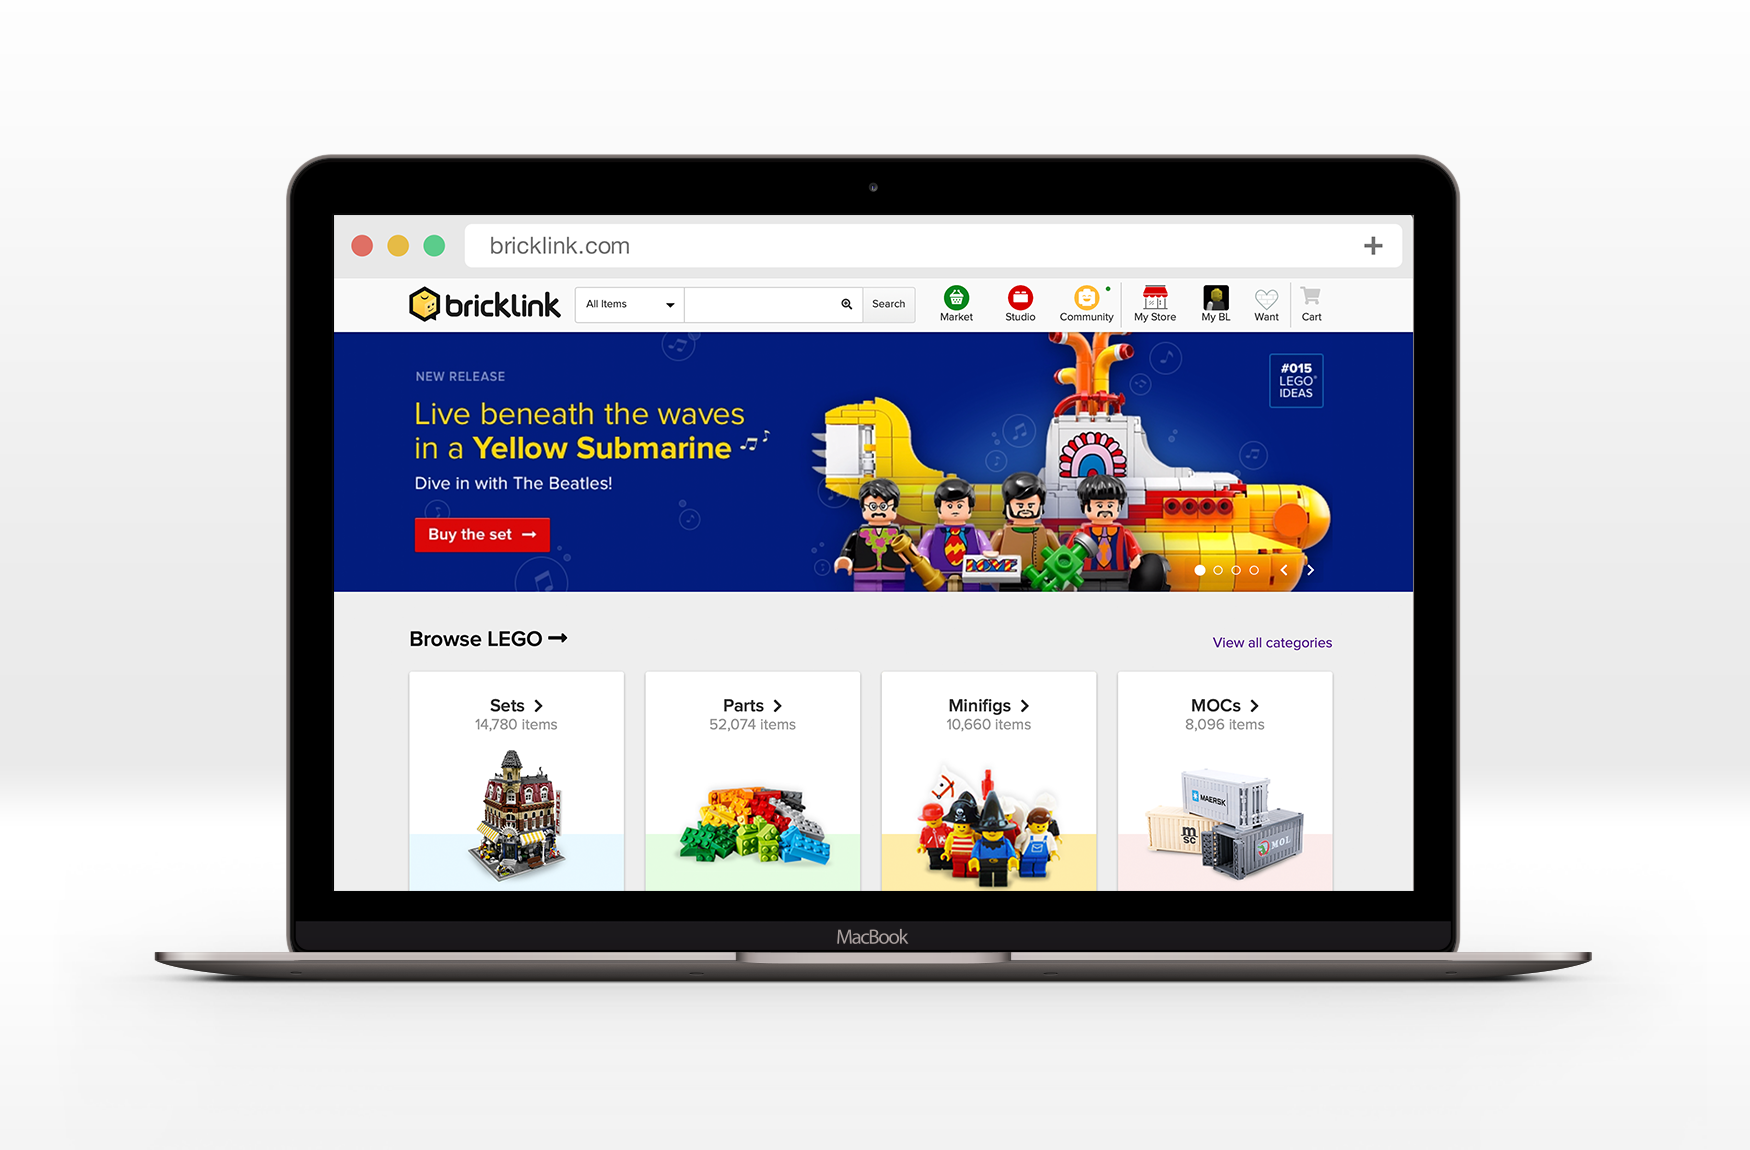 bricklink.com
bricklink
All Items
Search
Market
Studio
Community
My Store
My BL
Want
Cart
NEW RELEASE
Live beneath the waves
in a Yellow Submarine
Dive in with The Beatles!
Buy the set
#015
LEGO®
IDEAS
LOVE
Browse LEGO
View all categories
Sets
14,780 items
Parts
52,074 items
Minifigs
10,660 items
MOCs
8,096 items
MAERSK
m
sc
MOL
MacBook